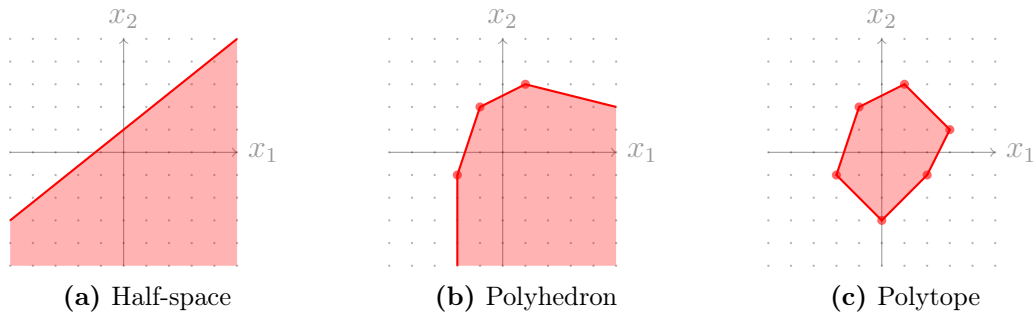 x₂
x₁
(a) Half-space
x₂
x₁
(b) Polyhedron
x₂
x₁
(c) Polytope